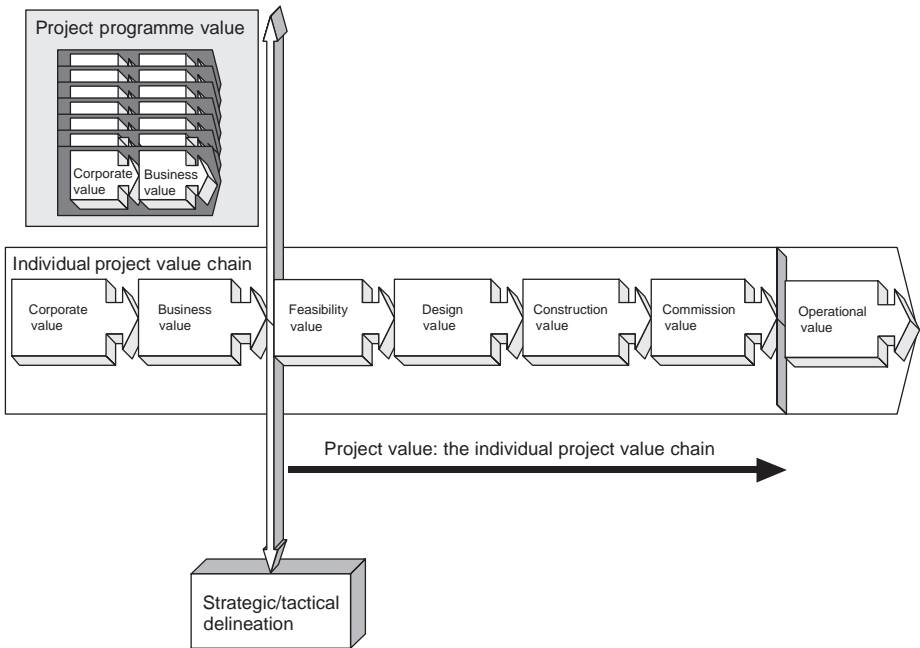 Project programme value
Corporate
value
Business
value
Individual project value chain
Corporate
value
Business
value
Feasibility
value
Design
value
Construction
value
Commission
value
Operational
value
Project value: the individual project value chain
Strategic/tactical
delineation